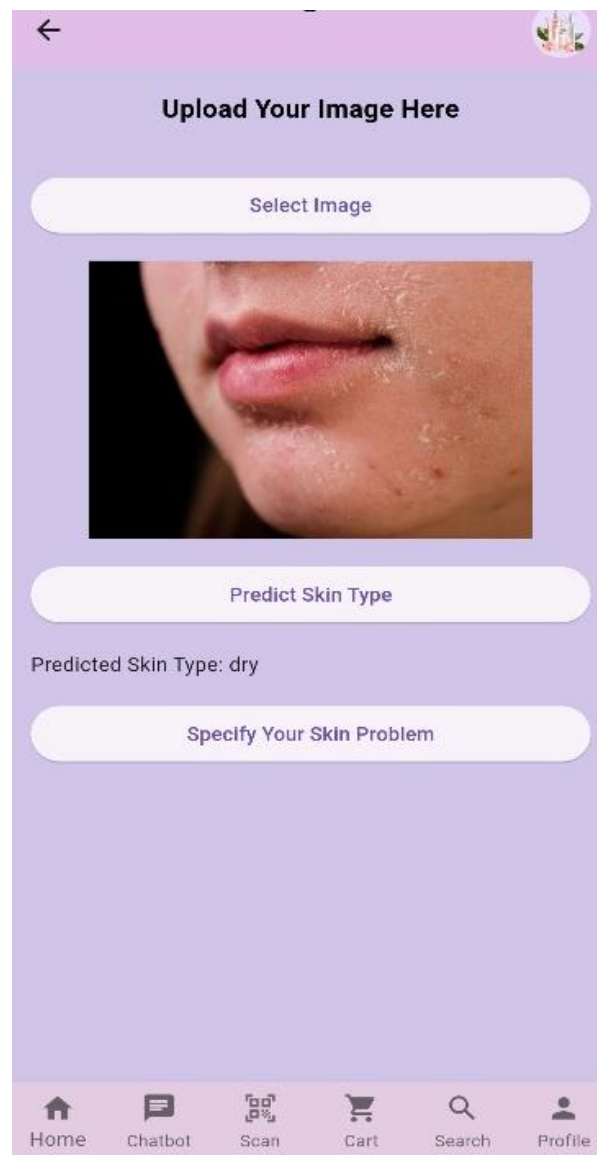 Upload Your Image Here
Select Image
Predict Skin Type
Predicted Skin Type: dry
Specify Your Skin Problem
Home Chatbot Scan Cart Search Profile